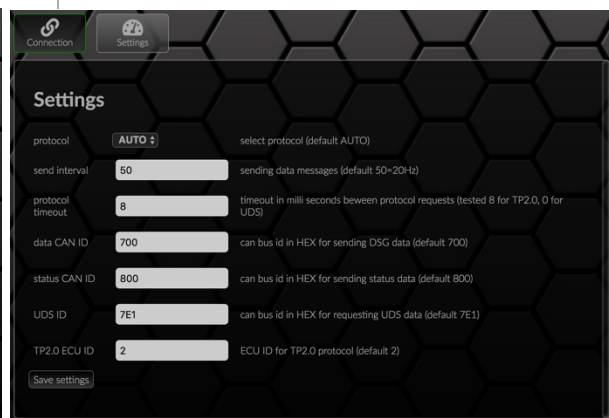 Connection Settings
Settings
protocol AUTO select protocol (default AUTO)
send interval 50 sending data messages (default 50=20Hz)
protocol timeout in milli seconds beween protocol requests (tested 8 for TP2.0, 0 for
timeout 8 UDS)
data CAN ID 700 can bus id in HEX for sending DSG data (default 700)
status CAN ID 800 can bus id in HEX for sending status data (default 800)
UDS ID 7E1 can bus id in HEX for requesting UDS data (default 7E1)
TP2.0 ECU ID 2 ECU ID for TP2.0 protocol (default 2)
Save settings